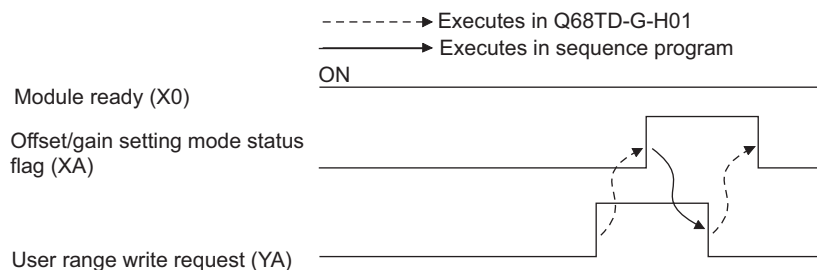 Executes in Q68TD-G-H01
Executes in sequence program
ON
Module ready (X0)
Offset/gain setting mode status
flag (XA)
User range write request (YA)